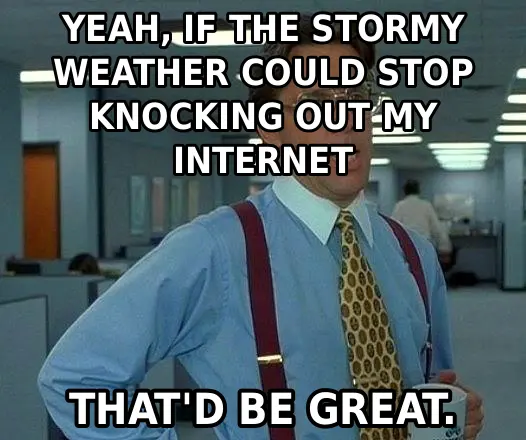 YEAH, IF THE STORMY
WEATHER COULD STOP
KNOCKING OUT MY
INTERNET
THAT'D BE GREAT.